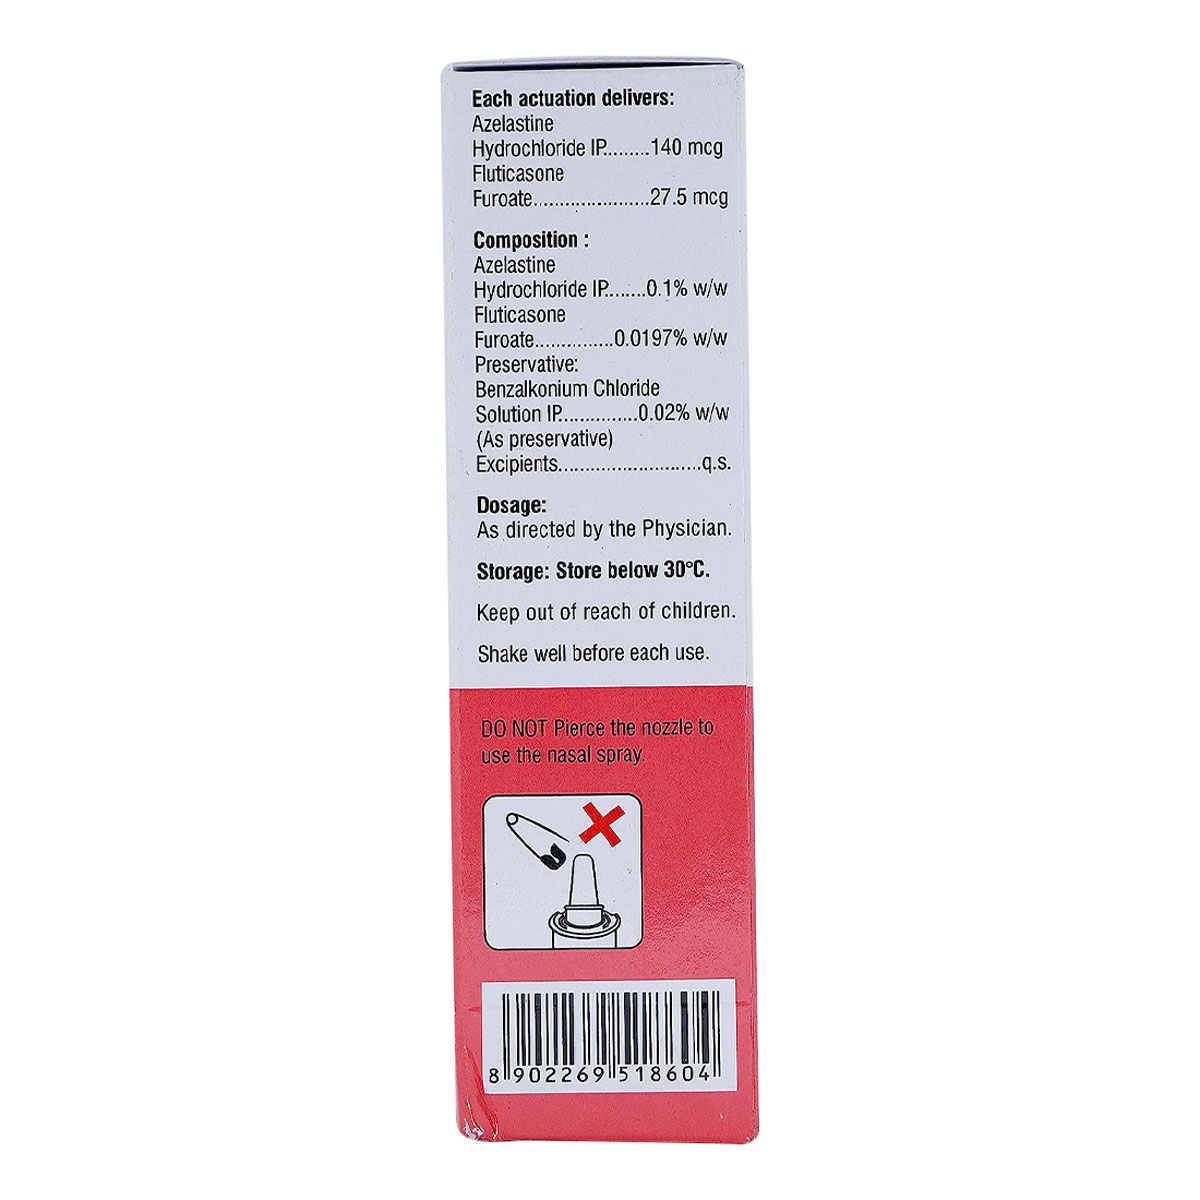 Each actuation delivers:
Azelastine
Hydrochloride IP.........140 mcg
Fluticasone
Furoate......................27.5 mcg
Composition :
Azelastine
Hydrochloride IP........0.1% w/w
Fluticasone
Furoate...............0.0197% w/w
Preservative:
Benzalkonium Chloride
Solution IP...............0.02% w/w
(As preservative)
Excipients...........................q.s.
Dosage:
As directed by the Physician.
Storage: Store below 30°C.
Keep out of reach of children.
Shake well before each use.
DO NOT Pierce the nozzle to
use the nasal spray.
8 902269 518604